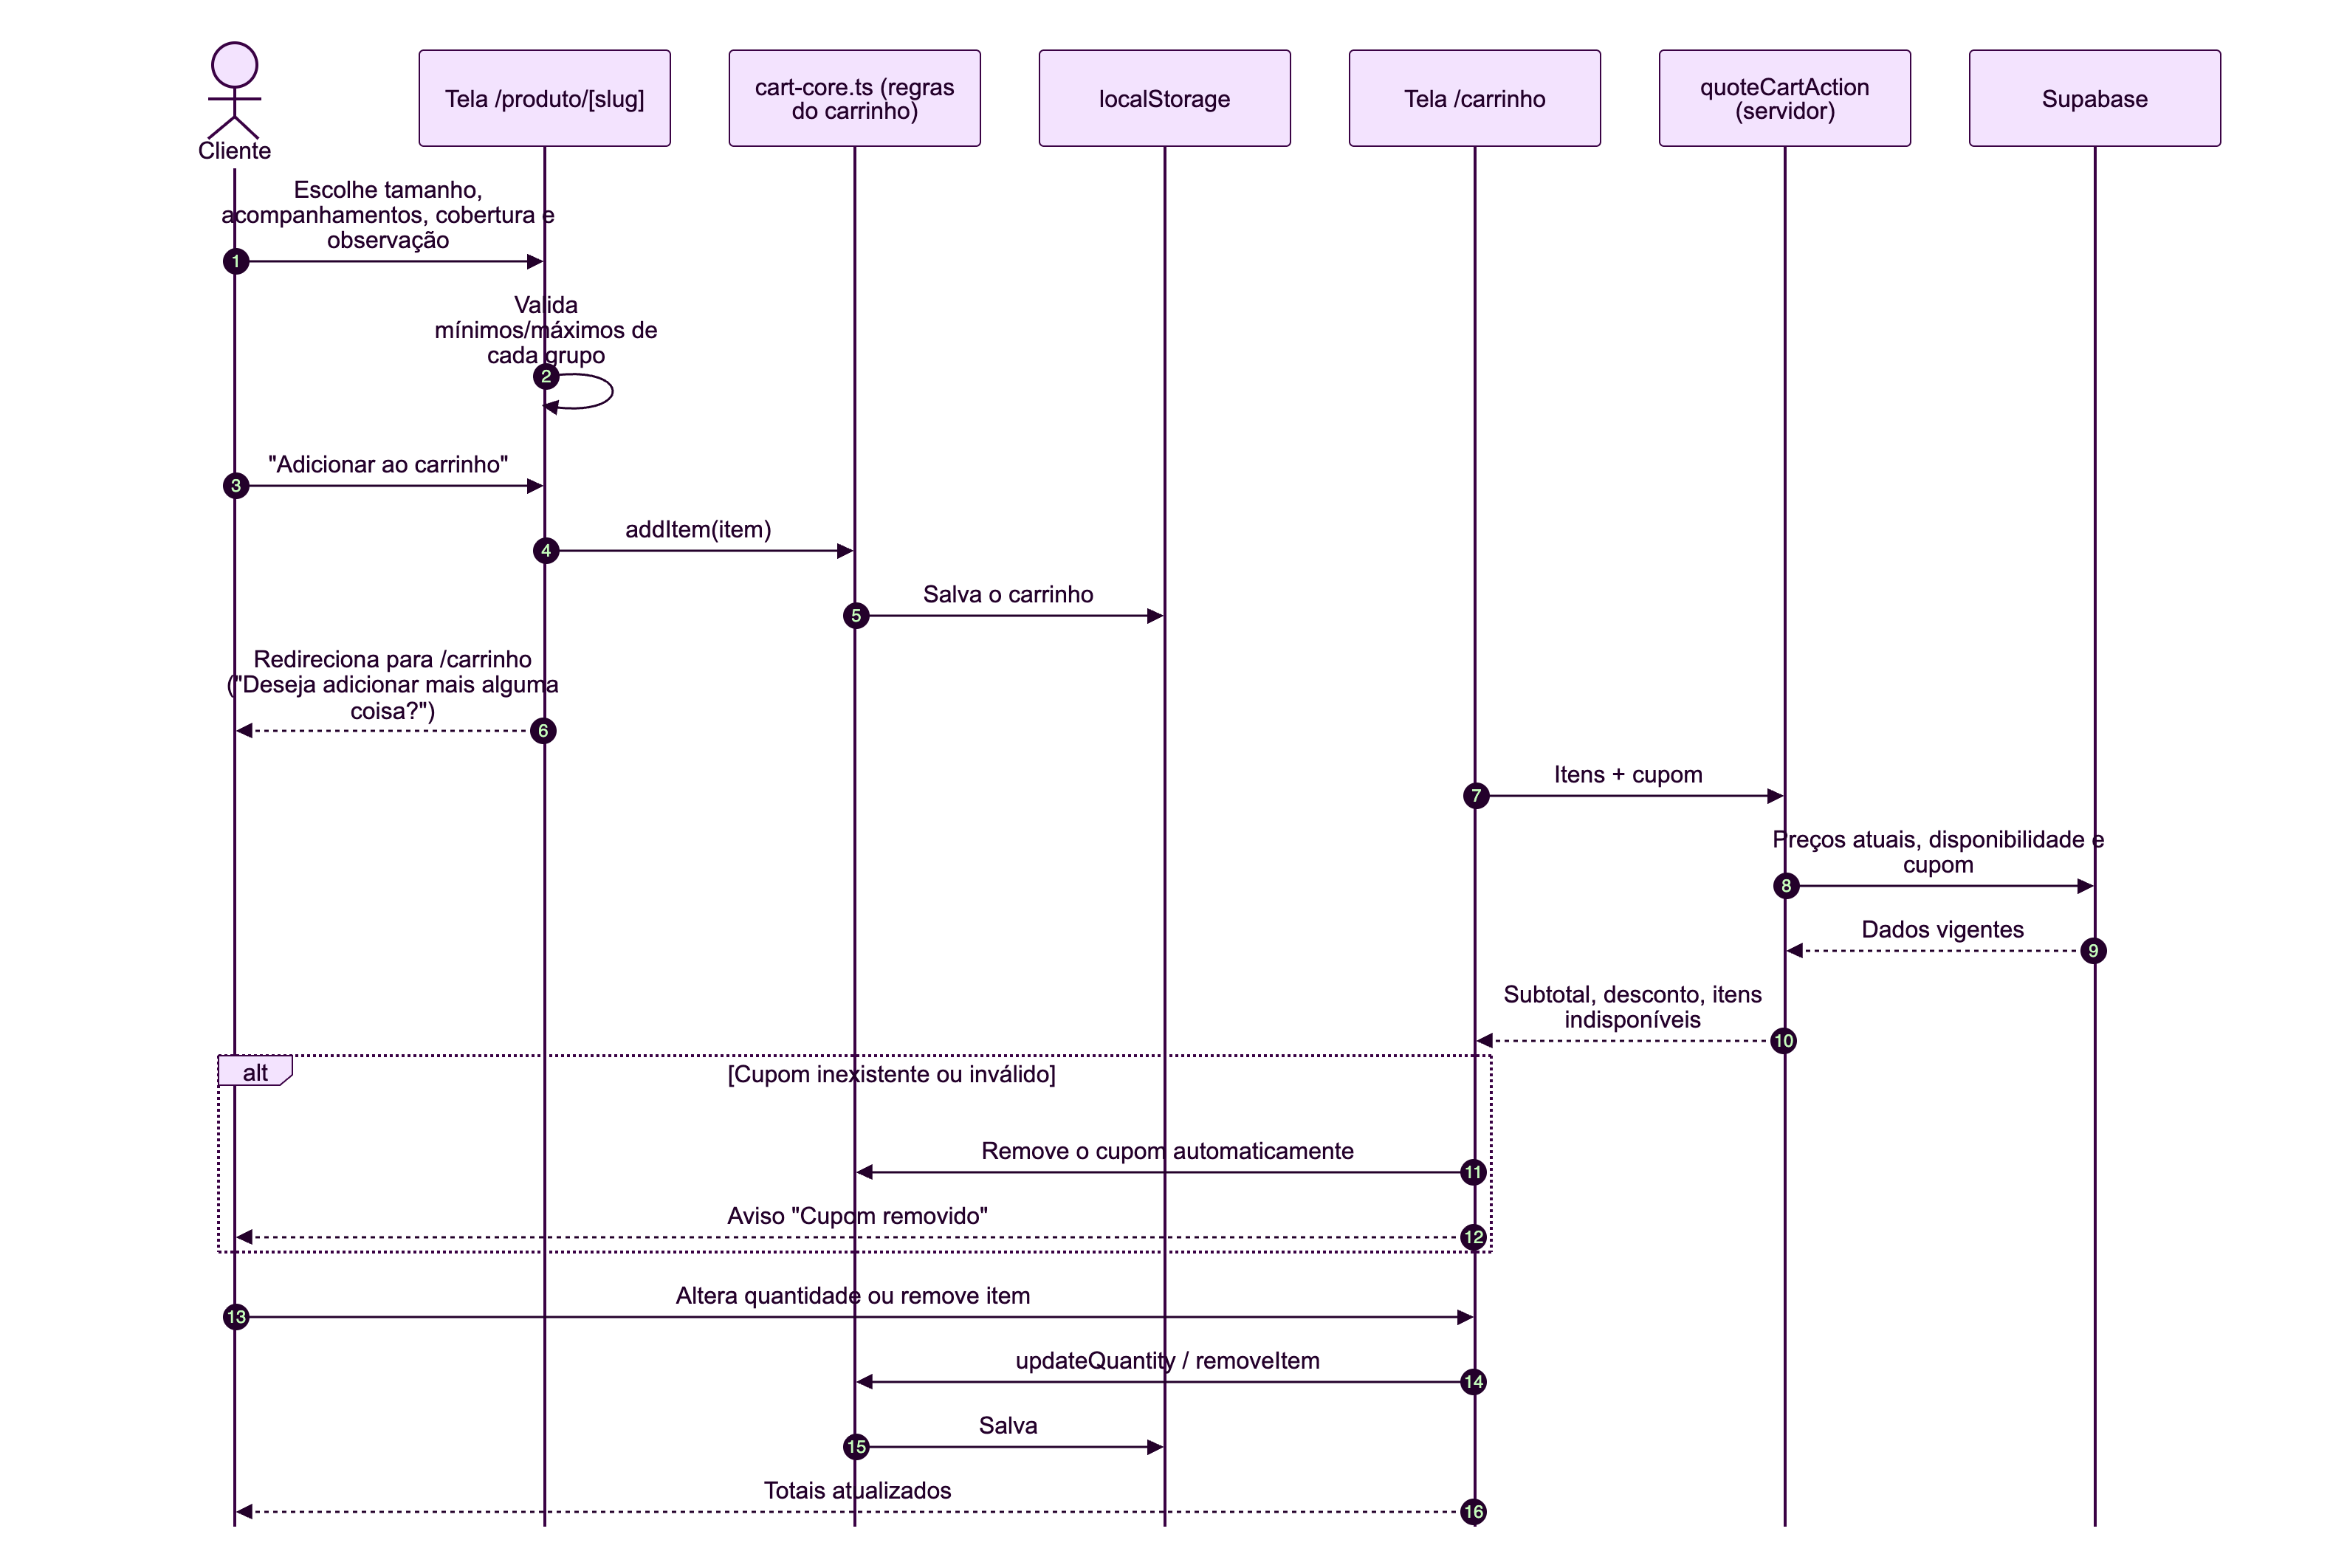 Cliente
Tela /produto/[slug]
cart-core.ts (regras
do carrinho)
localStorage
Tela /carrinho
quoteCartAction
(servidor)
Supabase
Escolhe tamanho,
acompanhamentos, cobertura e
observação
1
Valida
mínimos/máximos de
cada grupo
2
"Adicionar ao carrinho"
3
addItem(item)
4
Salva o carrinho
5
Redireciona para /carrinho
("Deseja adicionar mais alguma
coisa?")
6
Itens + cupom
7
Preços atuais, disponibilidade e
cupom
8
Dados vigentes
9
Subtotal, desconto, itens
indisponíveis
10
alt
[Cupom inexistente ou inválido]
Remove o cupom automaticamente
11
Aviso "Cupom removido"
12
Altera quantidade ou remove item
13
updateQuantity / removeItem
14
Salva
15
Totais atualizados
16